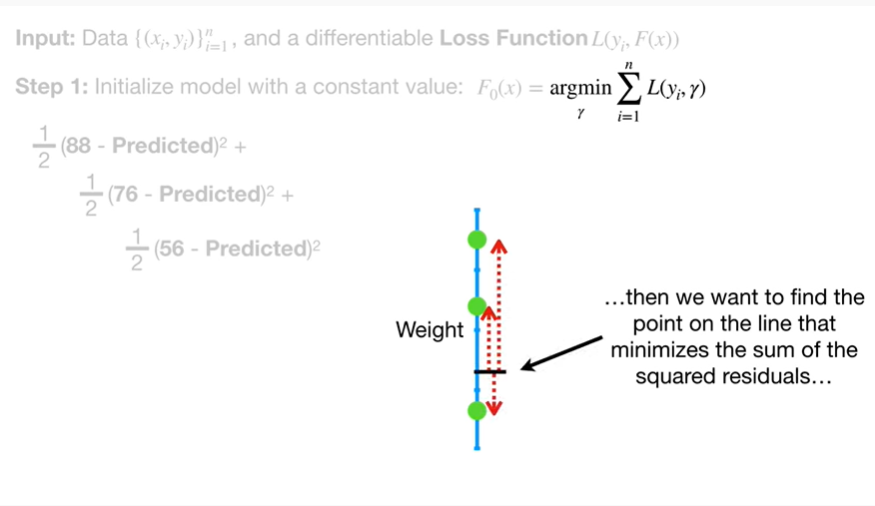 Input: Data {(xᵢ, yᵢ)}ⁿᵢ₌₁, and a differentiable Loss Function L(yᵢ, F(x))
Step 1: Initialize model with a constant value: F₀(x) = argmin_γ ∑ⁿᵢ₌₁ L(yᵢ, γ)
1/2 (88 - Predicted)² +
1/2 (76 - Predicted)² +
1/2 (56 - Predicted)²
Weight
…then we want to find the
point on the line that
minimizes the sum of the
squared residuals…